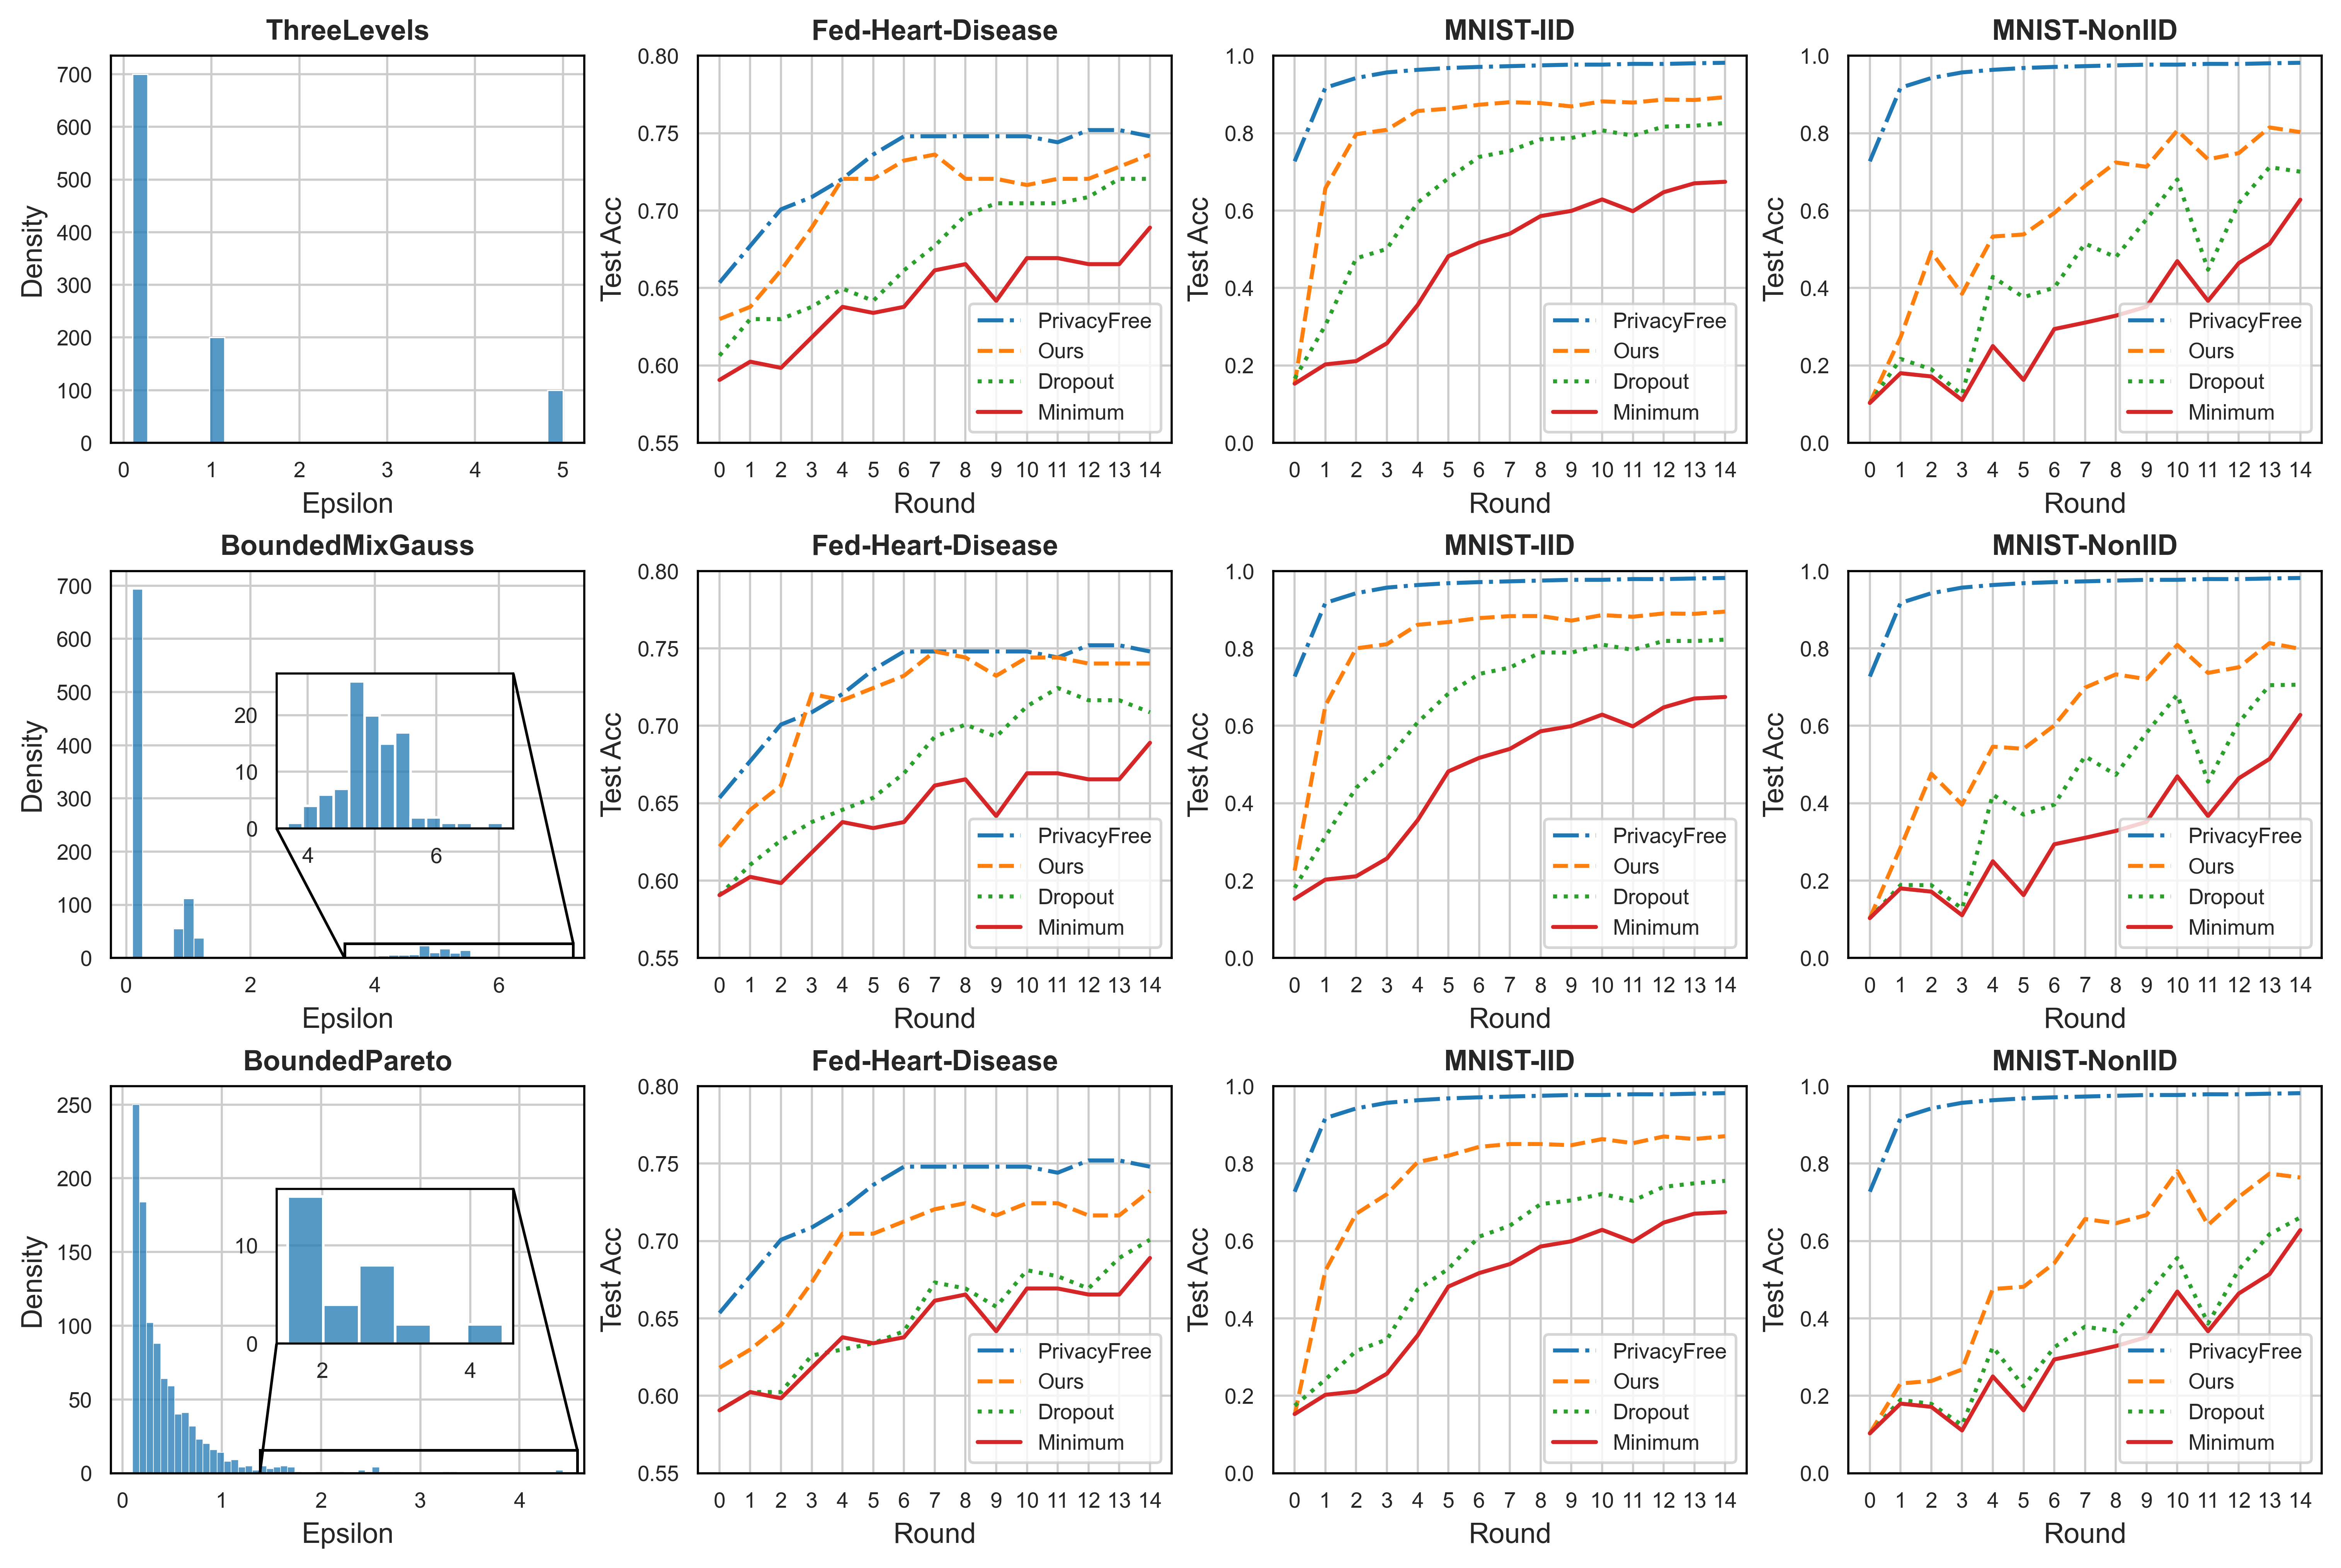 ThreeLevels
Fed-Heart-Disease
MNIST-IID
MNIST-NonIID
Density
700
600
500
400
300
200
100
0
0 1 2 3 4 5
Epsilon
Test Acc
0.80
0.75
0.70
0.65
0.60
0.55
PrivacyFree
Ours
Dropout
Minimum
0 1 2 3 4 5 6 7 8 9 10 11 12 13 14
Round
Test Acc
1.0
0.8
0.6
0.4
0.2
0.0
PrivacyFree
Ours
Dropout
Minimum
0 1 2 3 4 5 6 7 8 9 10 11 12 13 14
Round
Test Acc
1.0
0.8
0.6
0.4
0.2
0.0
PrivacyFree
Ours
Dropout
Minimum
0 1 2 3 4 5 6 7 8 9 10 11 12 13 14
Round
BoundedMixGauss
Fed-Heart-Disease
MNIST-IID
MNIST-NonIID
Density
700
600
500
400
300
200
100
0
20
10
0
4 6
0 2 4 6
Epsilon
Test Acc
0.80
0.75
0.70
0.65
0.60
0.55
PrivacyFree
Ours
Dropout
Minimum
0 1 2 3 4 5 6 7 8 9 10 11 12 13 14
Round
Test Acc
1.0
0.8
0.6
0.4
0.2
0.0
PrivacyFree
Ours
Dropout
Minimum
0 1 2 3 4 5 6 7 8 9 10 11 12 13 14
Round
Test Acc
1.0
0.8
0.6
0.4
0.2
0.0
PrivacyFree
Ours
Dropout
Minimum
0 1 2 3 4 5 6 7 8 9 10 11 12 13 14
Round
BoundedPareto
Fed-Heart-Disease
MNIST-IID
MNIST-NonIID
Density
250
200
150
100
50
0
10
0
2 4
0 1 2 3 4
Epsilon
Test Acc
0.80
0.75
0.70
0.65
0.60
0.55
PrivacyFree
Ours
Dropout
Minimum
0 1 2 3 4 5 6 7 8 9 10 11 12 13 14
Round
Test Acc
1.0
0.8
0.6
0.4
0.2
0.0
PrivacyFree
Ours
Dropout
Minimum
0 1 2 3 4 5 6 7 8 9 10 11 12 13 14
Round
Test Acc
1.0
0.8
0.6
0.4
0.2
0.0
PrivacyFree
Ours
Dropout
Minimum
0 1 2 3 4 5 6 7 8 9 10 11 12 13 14
Round